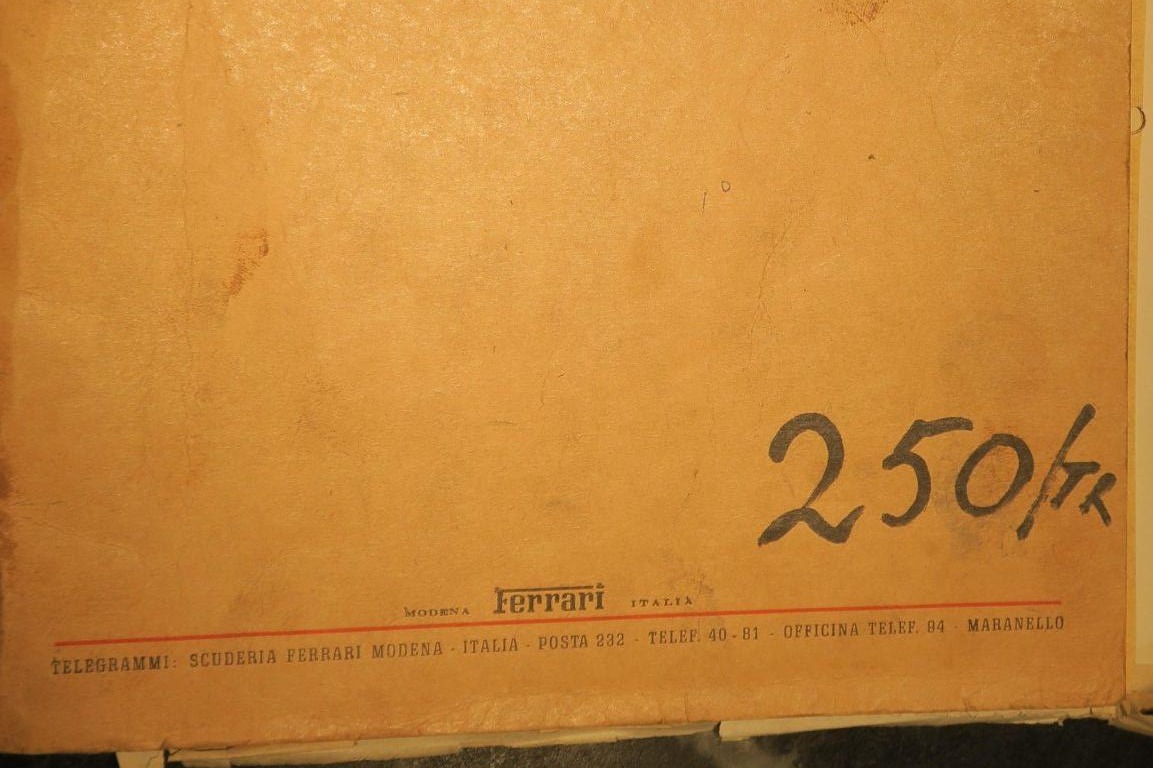 250/TR
MODENA Ferrari ITALIA
TELEGRAMMI: SCUDERIA FERRARI MODENA - ITALIA - POSTA 232 - TELEF. 40-81 - OFFICINA TELEF. 94 - MARANELLO